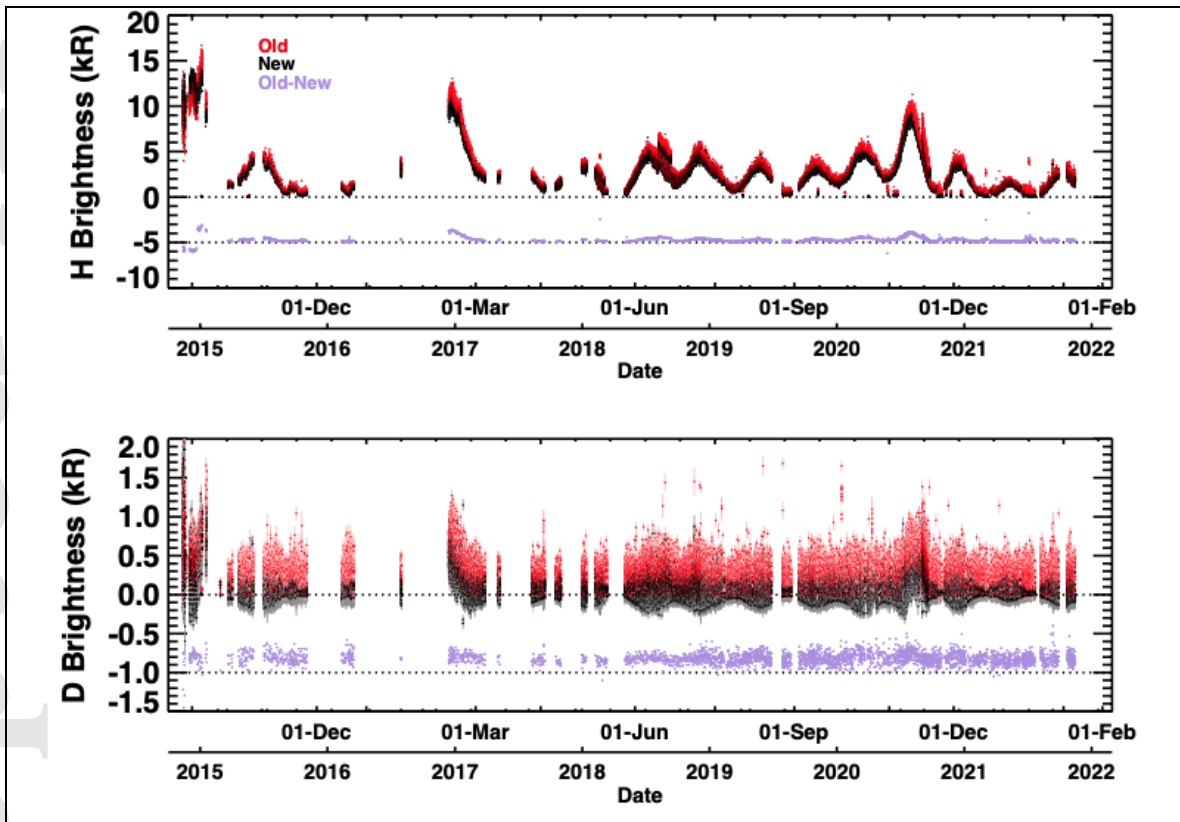 H Brightness (kR)
20
15
10
5
0
-5
-10
Old
New
Old-New
01-Dec 01-Mar 01-Jun 01-Sep 01-Dec 01-Feb
2015 2016 2017 2018 2019 2020 2021 2022
Date
D Brightness (kR)
2.0
1.5
1.0
0.5
0.0
-0.5
-1.0
-1.5
01-Dec 01-Mar 01-Jun 01-Sep 01-Dec 01-Feb
2015 2016 2017 2018 2019 2020 2021 2022
Date